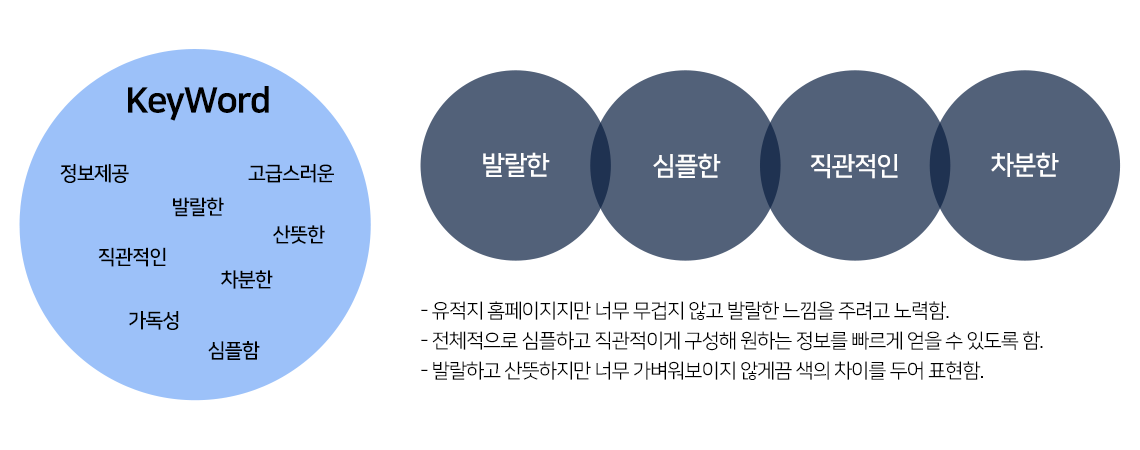 KeyWord
정보제공
고급스러운
발랄한
산뜻한
직관적인
차분한
가독성
심플함
발랄한
심플한
직관적인
차분한
- 유적지 홈페이지지만 너무 무겁지 않고 발랄한 느낌을 주려고 노력함.
- 전체적으로 심플하고 직관적이게 구성해 원하는 정보를 빠르게 얻을 수 있도록 함.
- 발랄하고 산뜻하지만 너무 가벼워보이지 않게끔 색의 차이를 두어 표현함.